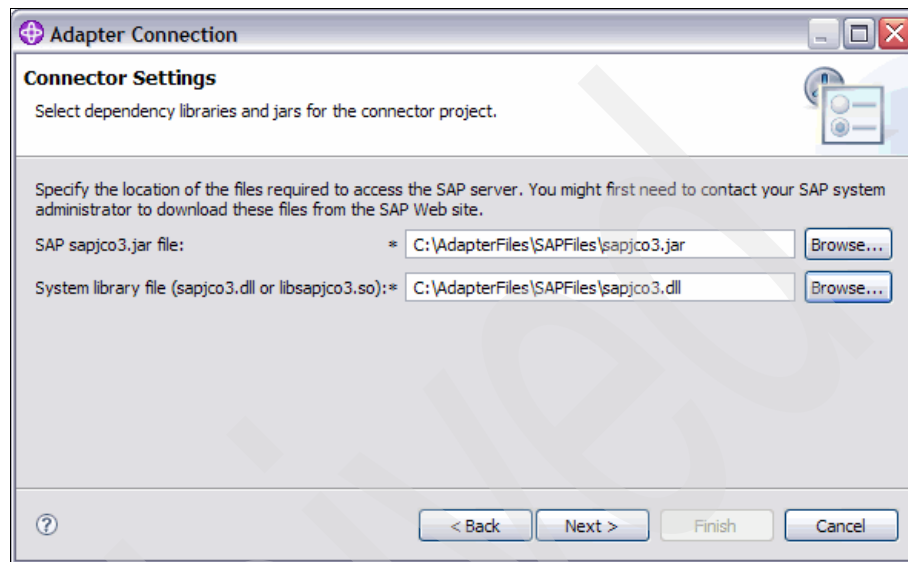 Adapter Connection
Connector Settings
Select dependency libraries and jars for the connector project.
Specify the location of the files required to access the SAP server. You might first need to contact your SAP system
administrator to download these files from the SAP Web site.
SAP sapjco3.jar file: * C:\AdapterFiles\SAPFiles\sapjco3.jar Browse...
System library file (sapjco3.dll or libsapjco3.so):* C:\AdapterFiles\SAPFiles\sapjco3.dll Browse...
? < Back Next > Finish Cancel